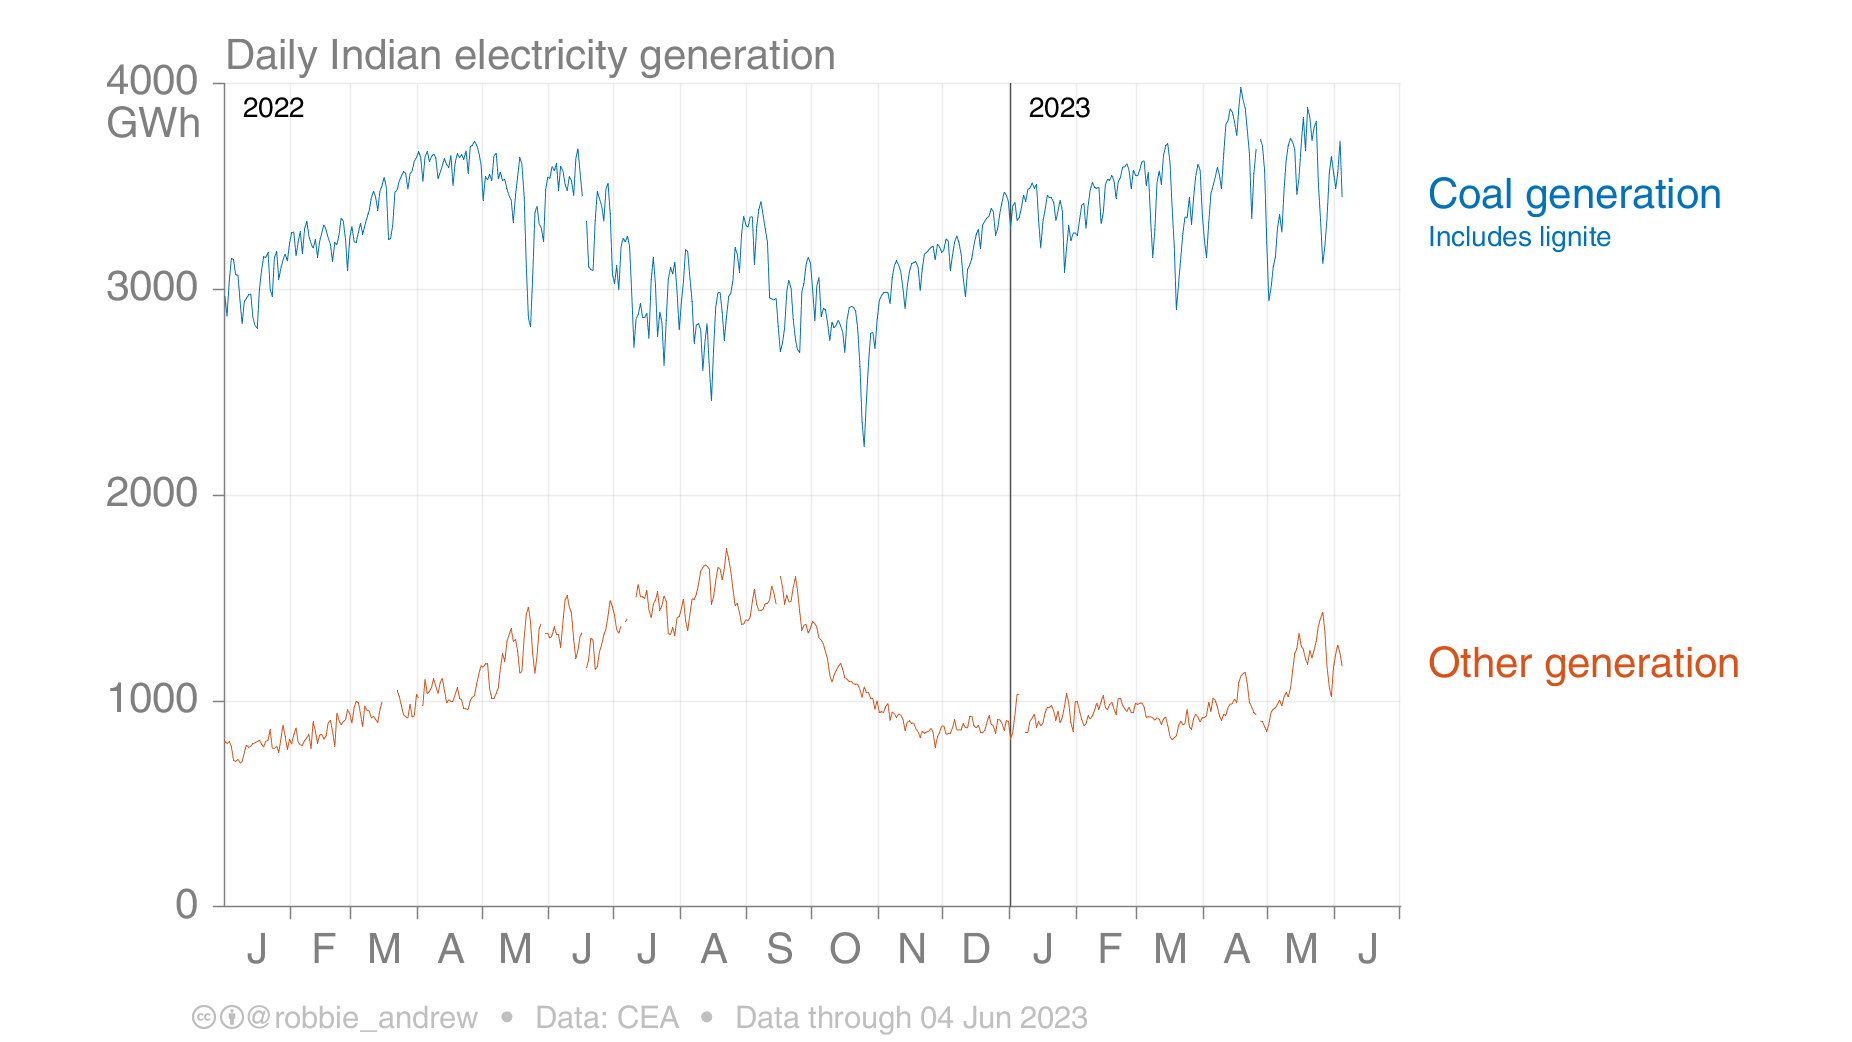 Daily Indian electricity generation
4000
GWh
2022
2023
3000
2000
1000
0
Coal generation
Includes lignite
Other generation
J F M A M J J A S O N D J F M A M J
@robbie_andrew • Data: CEA • Data through 04 Jun 2023